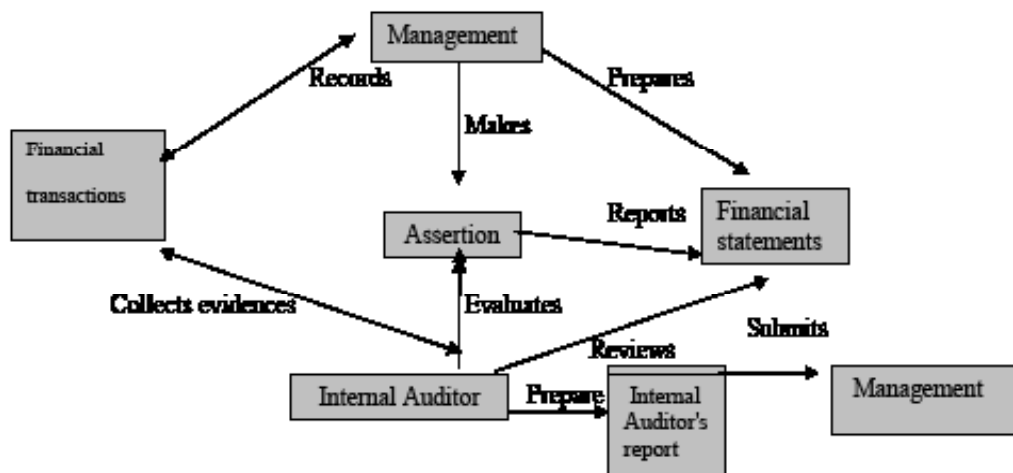 Management
Records
Prepares
Makes
Financial
transactions
Reports
Financial
statements
Assertion
Collects evidences
Evaluates
Submits
Reviews
Internal Auditor
Prepare
Internal
Auditor's
report
Management